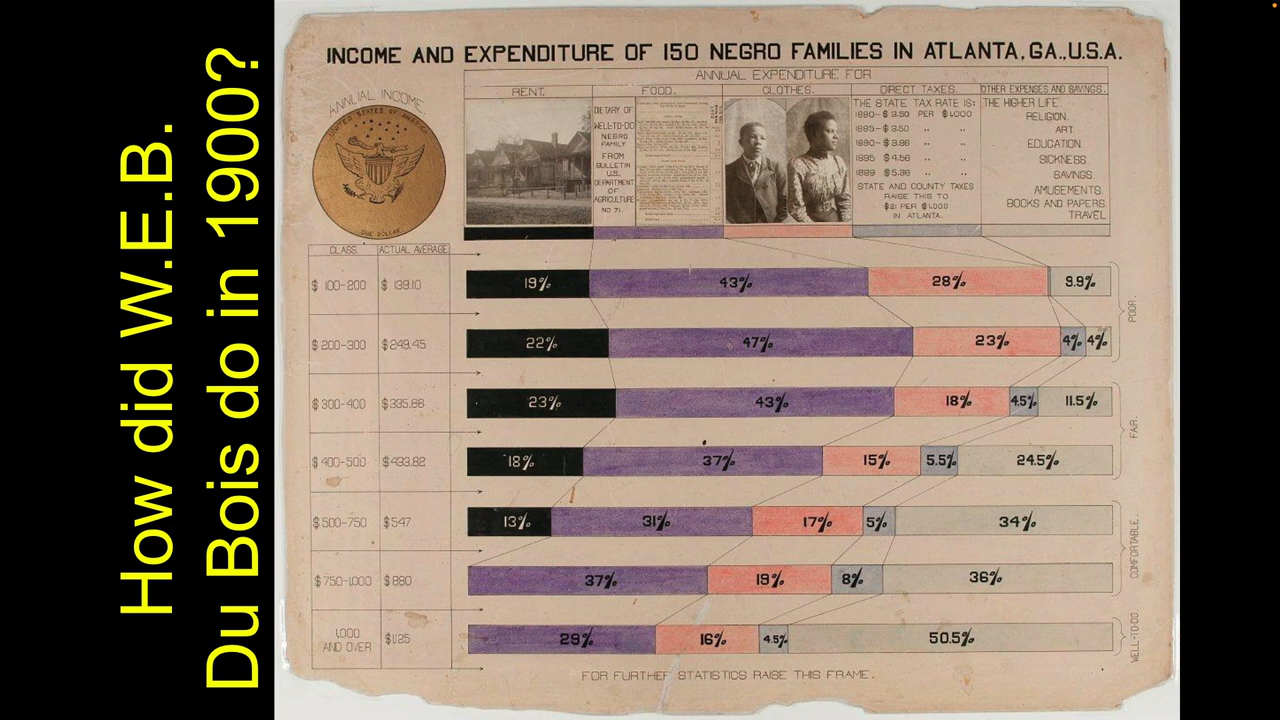 How did W.E.B.
Du Bois do in 1900?
INCOME AND EXPENDITURE OF 150 NEGRO FAMILIES IN ATLANTA, GA., U.S.A.
ANNUAL INCOME.
UNITED STATES OF AMERICA
ONE DOLLAR
ANNUAL EXPENDITURE FOR
RENT. FOOD. CLOTHES. DIRECT TAXES. OTHER EXPENSES AND SAVINGS.
DIETARY OF
WELL-TO-DO
NEGRO
FAMILY
FROM
BULLETIN
U.S.
DEPARTMENT
OF
AGRICULTURE
NO 71.
THE STATE TAX RATE IS:
1880-$ 3.50 PER $1,000
1985-$ 3.50 " "
1890-$ 3.86 " "
1895 $ 4.56 " "
1899 $ 5.36 " "
STATE AND COUNTY TAXES
RAISE THIS TO
$21 PER $1,000
IN ATLANTA.
THE HIGHER LIFE.
RELIGION.
ART.
EDUCATION.
SICKNESS.
SAVINGS.
AMUSEMENTS.
BOOKS AND PAPERS.
TRAVEL
CLASS. ACTUAL AVERAGE
$ 100-200 $ 139.10 19% 43% 28% 9.9%
$ 200-300 $249.45 22% 47% 23% 4% 4%
POOR.
$ 300-400 $335.66 23% 43% 18% 4.5% 11.5%
$ 400-500 $433.82 18% 37% 15% 5.5% 24.5%
FAIR.
$ 500-750 $547 13% 31% 17% 5% 34%
$ 750-1000 $ 880 37% 19% 8% 36%
COMFORTABLE.
1,000
AND OVER $1125 29% 16% 4.5% 50.5%
WELL-TO-DO
FOR FURTHER STATISTICS RAISE THIS FRAME.